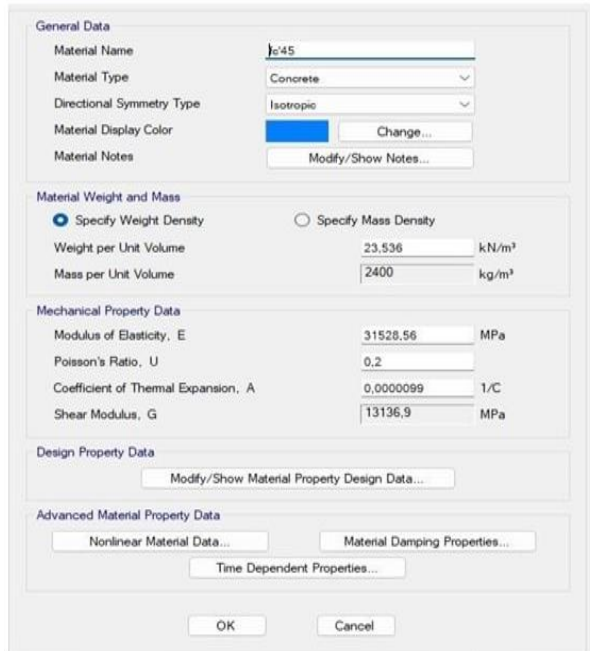 General Data
Material Name fc'45
Material Type Concrete
Directional Symmetry Type Isotropic
Material Display Color Change...
Material Notes Modify/Show Notes...
Material Weight and Mass
Specify Weight Density Specify Mass Density
Weight per Unit Volume 23,536 kN/m³
Mass per Unit Volume 2400 kg/m³
Mechanical Property Data
Modulus of Elasticity, E 31528,56 MPa
Poisson's Ratio, U 0,2
Coefficient of Thermal Expansion, A 0,0000099 1/C
Shear Modulus, G 13136,9 MPa
Design Property Data
Modify/Show Material Property Design Data...
Advanced Material Property Data
Nonlinear Material Data... Material Damping Properties...
Time Dependent Properties...
OK Cancel